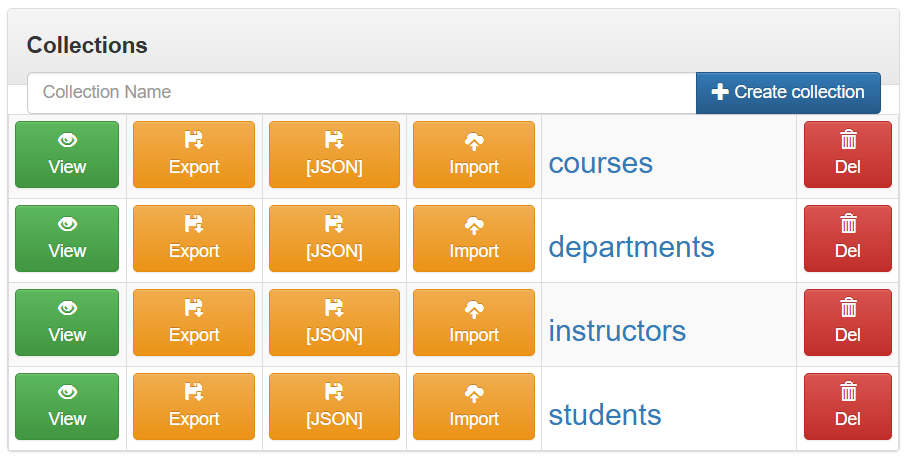 Collections
Collection Name Create collection
View Export [JSON] Import courses Del
View Export [JSON] Import departments Del
View Export [JSON] Import instructors Del
View Export [JSON] Import students Del